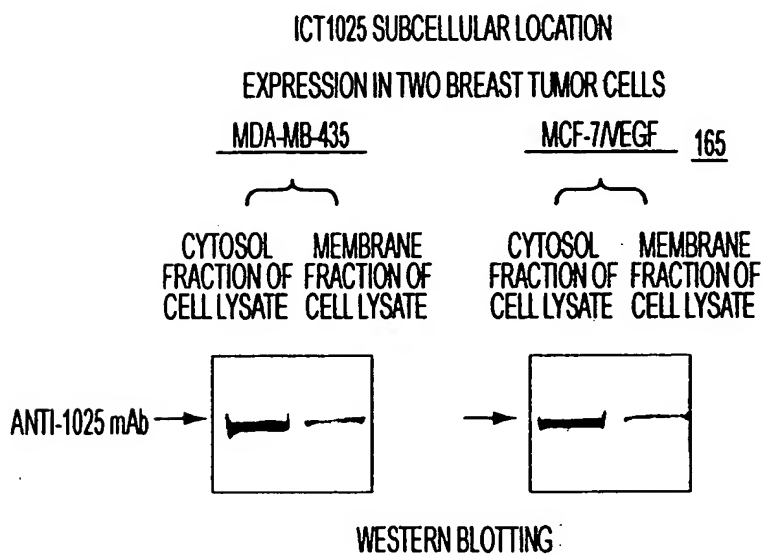 ICT1025 SUBCELLULAR LOCATION
EXPRESSION IN TWO BREAST TUMOR CELLS
MDA-MB-435 MCF-7/VEGF 165
CYTOSOL MEMBRANE CYTOSOL MEMBRANE
FRACTION OF FRACTION OF FRACTION OF FRACTION OF
CELL LYSATE CELL LYSATE CELL LYSATE CELL LYSATE
ANTI-1025 mAb
WESTERN BLOTTING